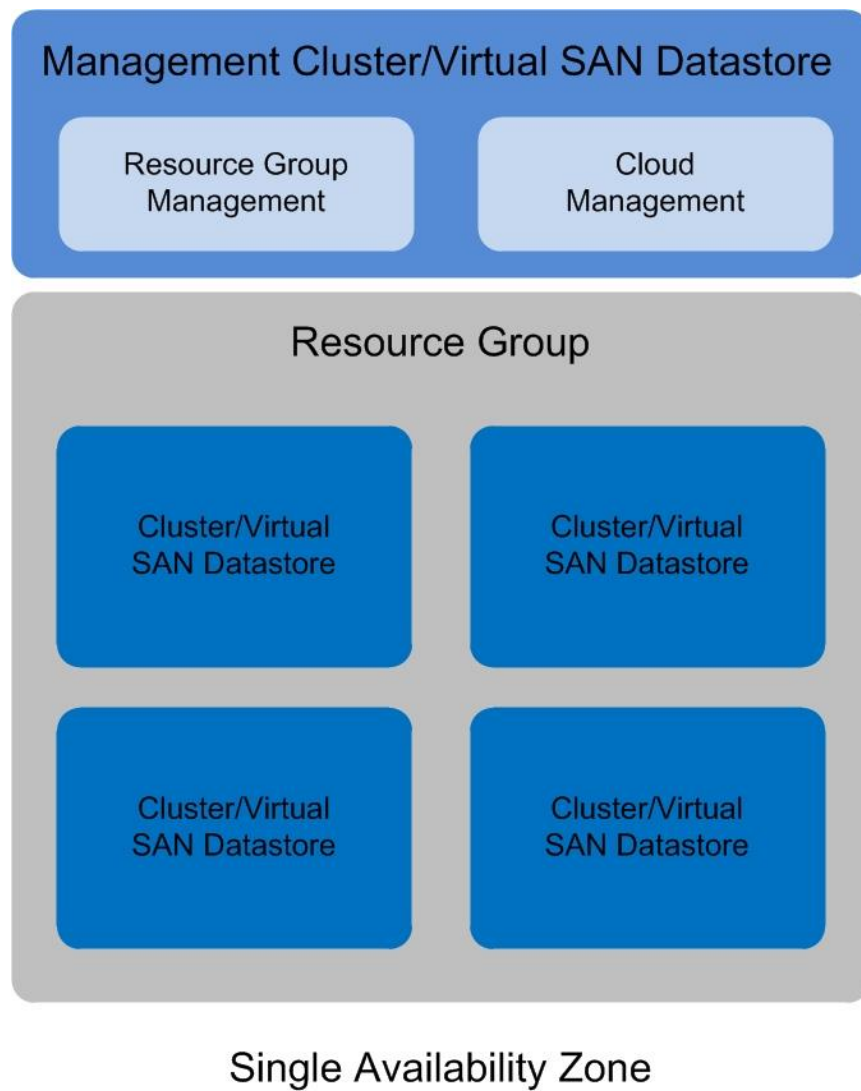 Management Cluster/Virtual SAN Datastore
Resource Group
Management
Cloud
Management
Resource Group
Cluster/Virtual
SAN Datastore
Cluster/Virtual
SAN Datastore
Cluster/Virtual
SAN Datastore
Cluster/Virtual
SAN Datastore
Single Availability Zone